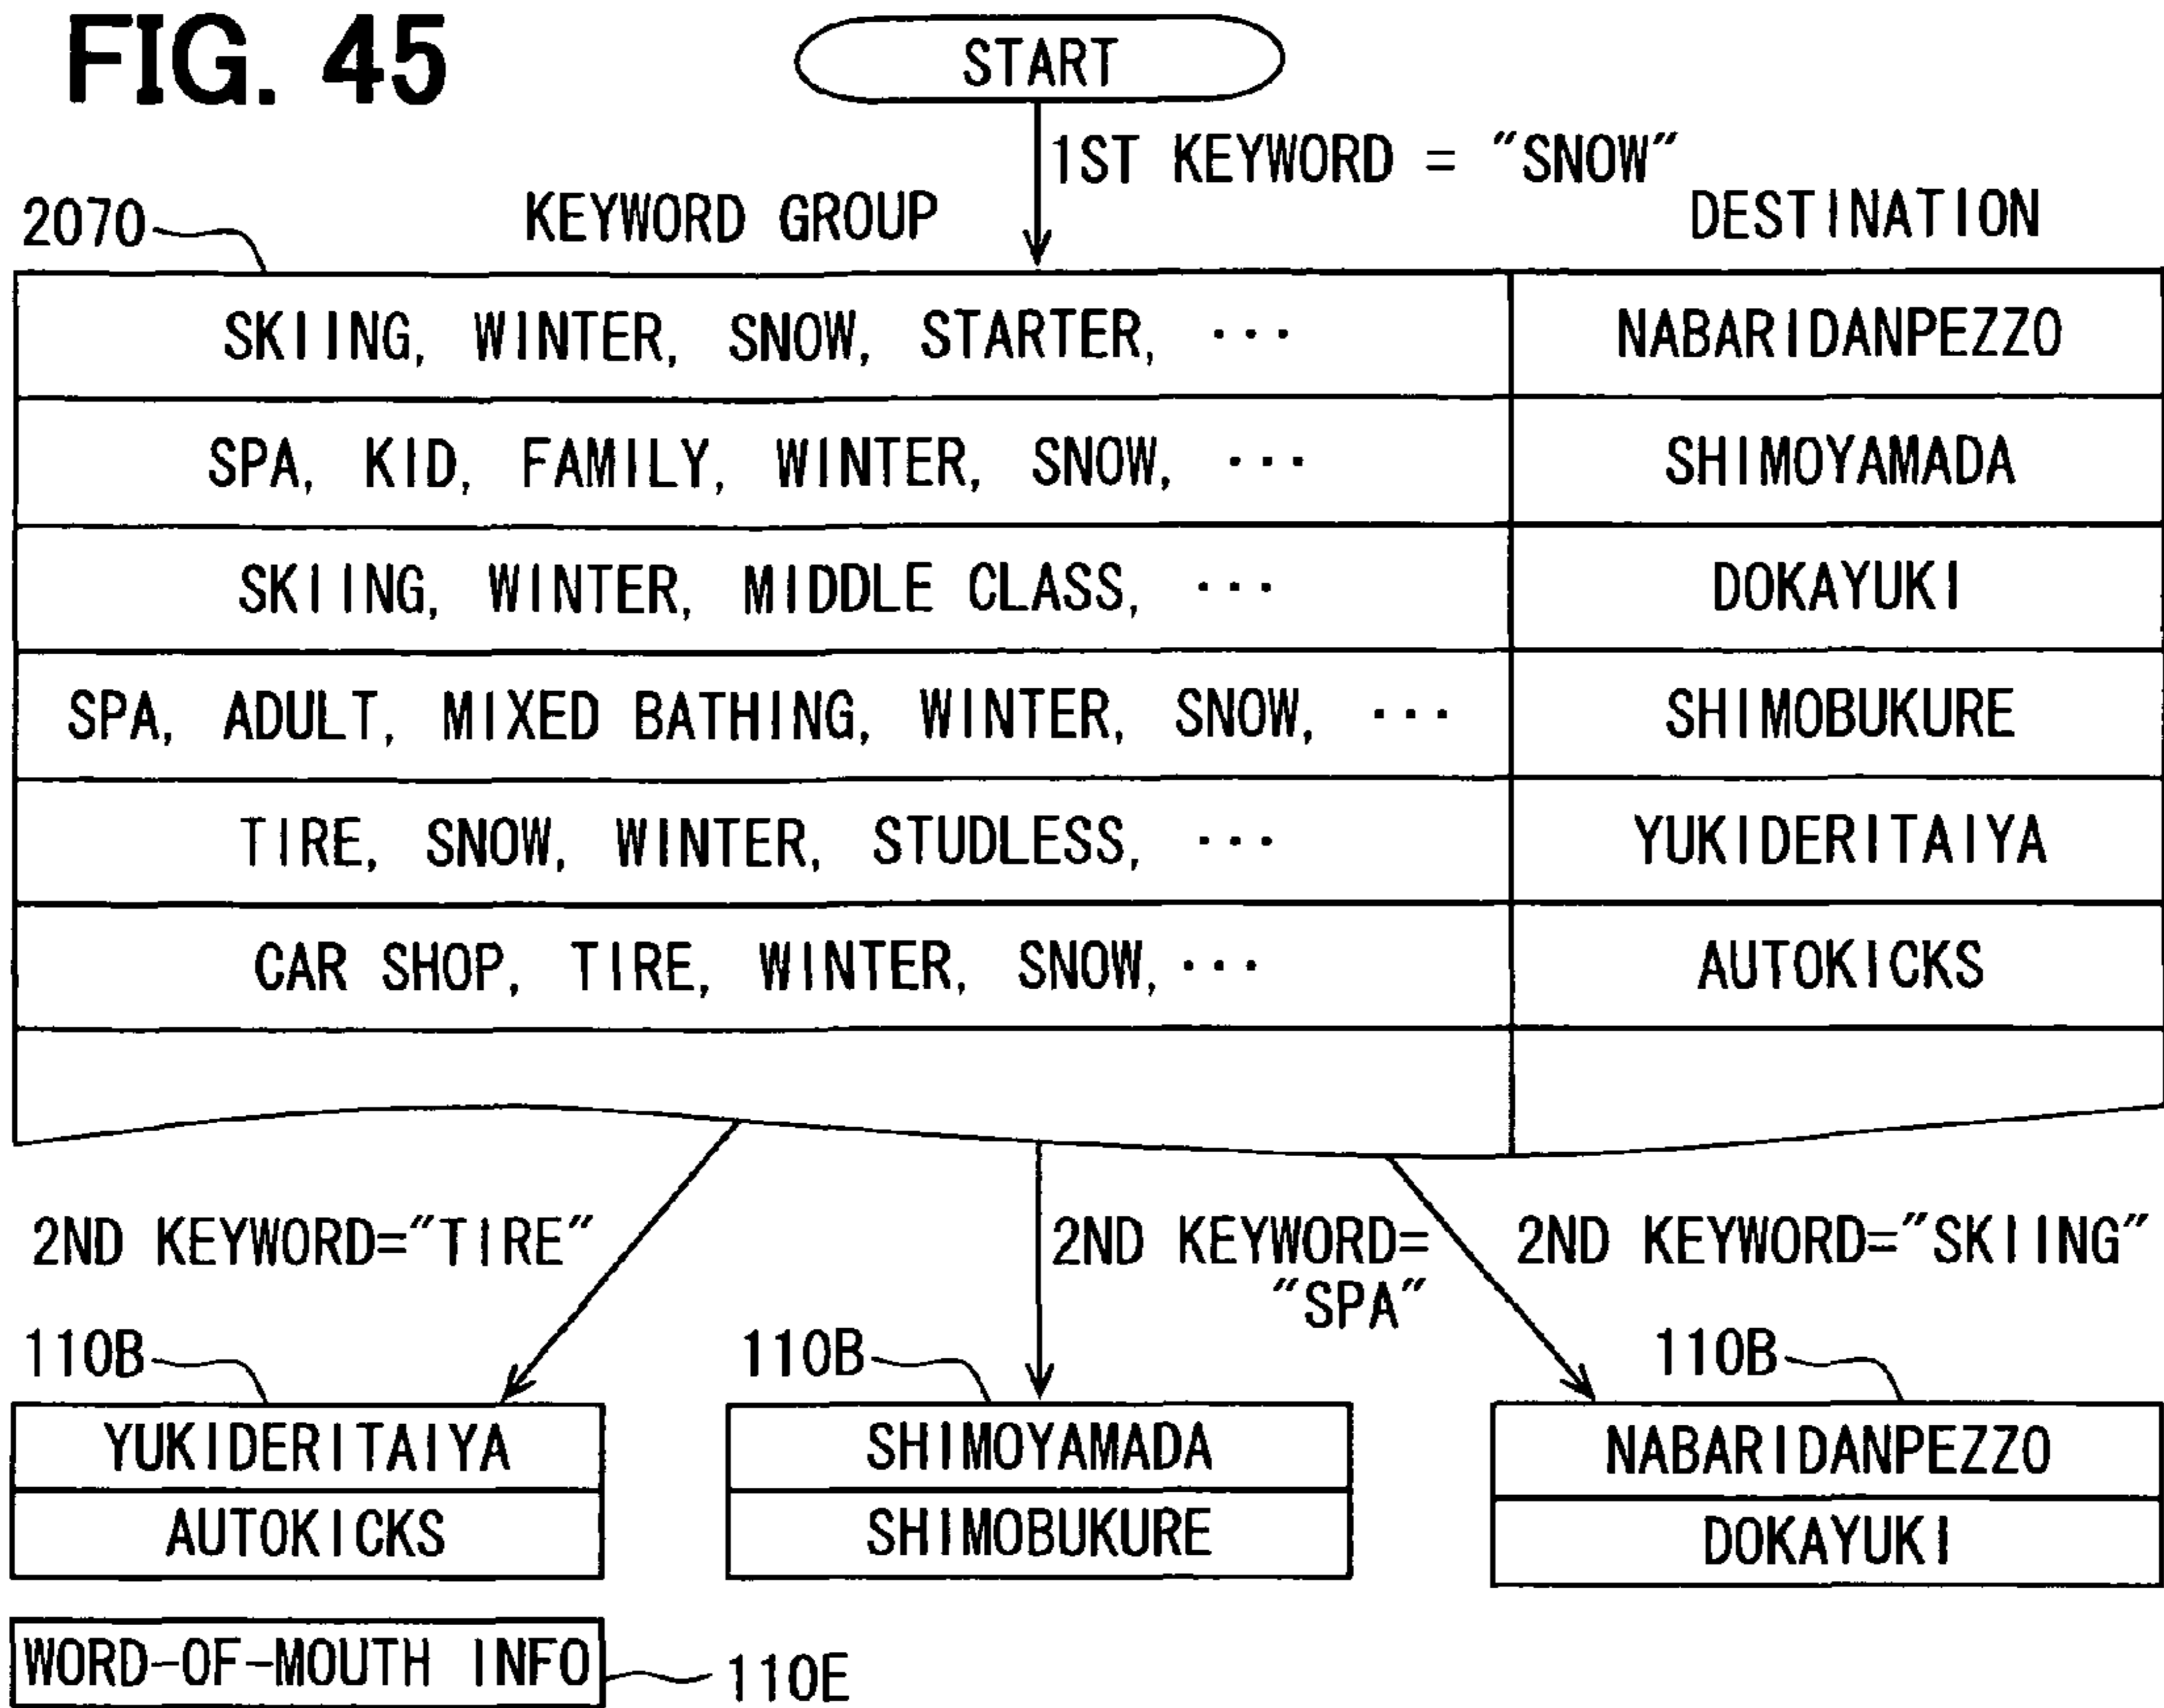 FIG. 45
START
1ST KEYWORD = "SNOW"
2070
KEYWORD GROUP
DESTINATION
SKIING, WINTER, SNOW, STARTER, ···
NABARIDANPEZZO
SPA, KID, FAMILY, WINTER, SNOW, ···
SHIMOYAMADA
SKIING, WINTER, MIDDLE CLASS, ···
DOKAYUKI
SPA, ADULT, MIXED BATHING, WINTER, SNOW, ···
SHIMOBUKURE
TIRE, SNOW, WINTER, STUDLESS, ···
YUKIDERITAIYA
CAR SHOP, TIRE, WINTER, SNOW, ···
AUTOKICKS
2ND KEYWORD="TIRE"
2ND KEYWORD=
"SPA"
2ND KEYWORD="SKIING"
110B
110B
110B
YUKIDERITAIYA
AUTOKICKS
SHIMOYAMADA
SHIMOBUKURE
NABARIDANPEZZO
DOKAYUKI
WORD-OF-MOUTH INFO
110E